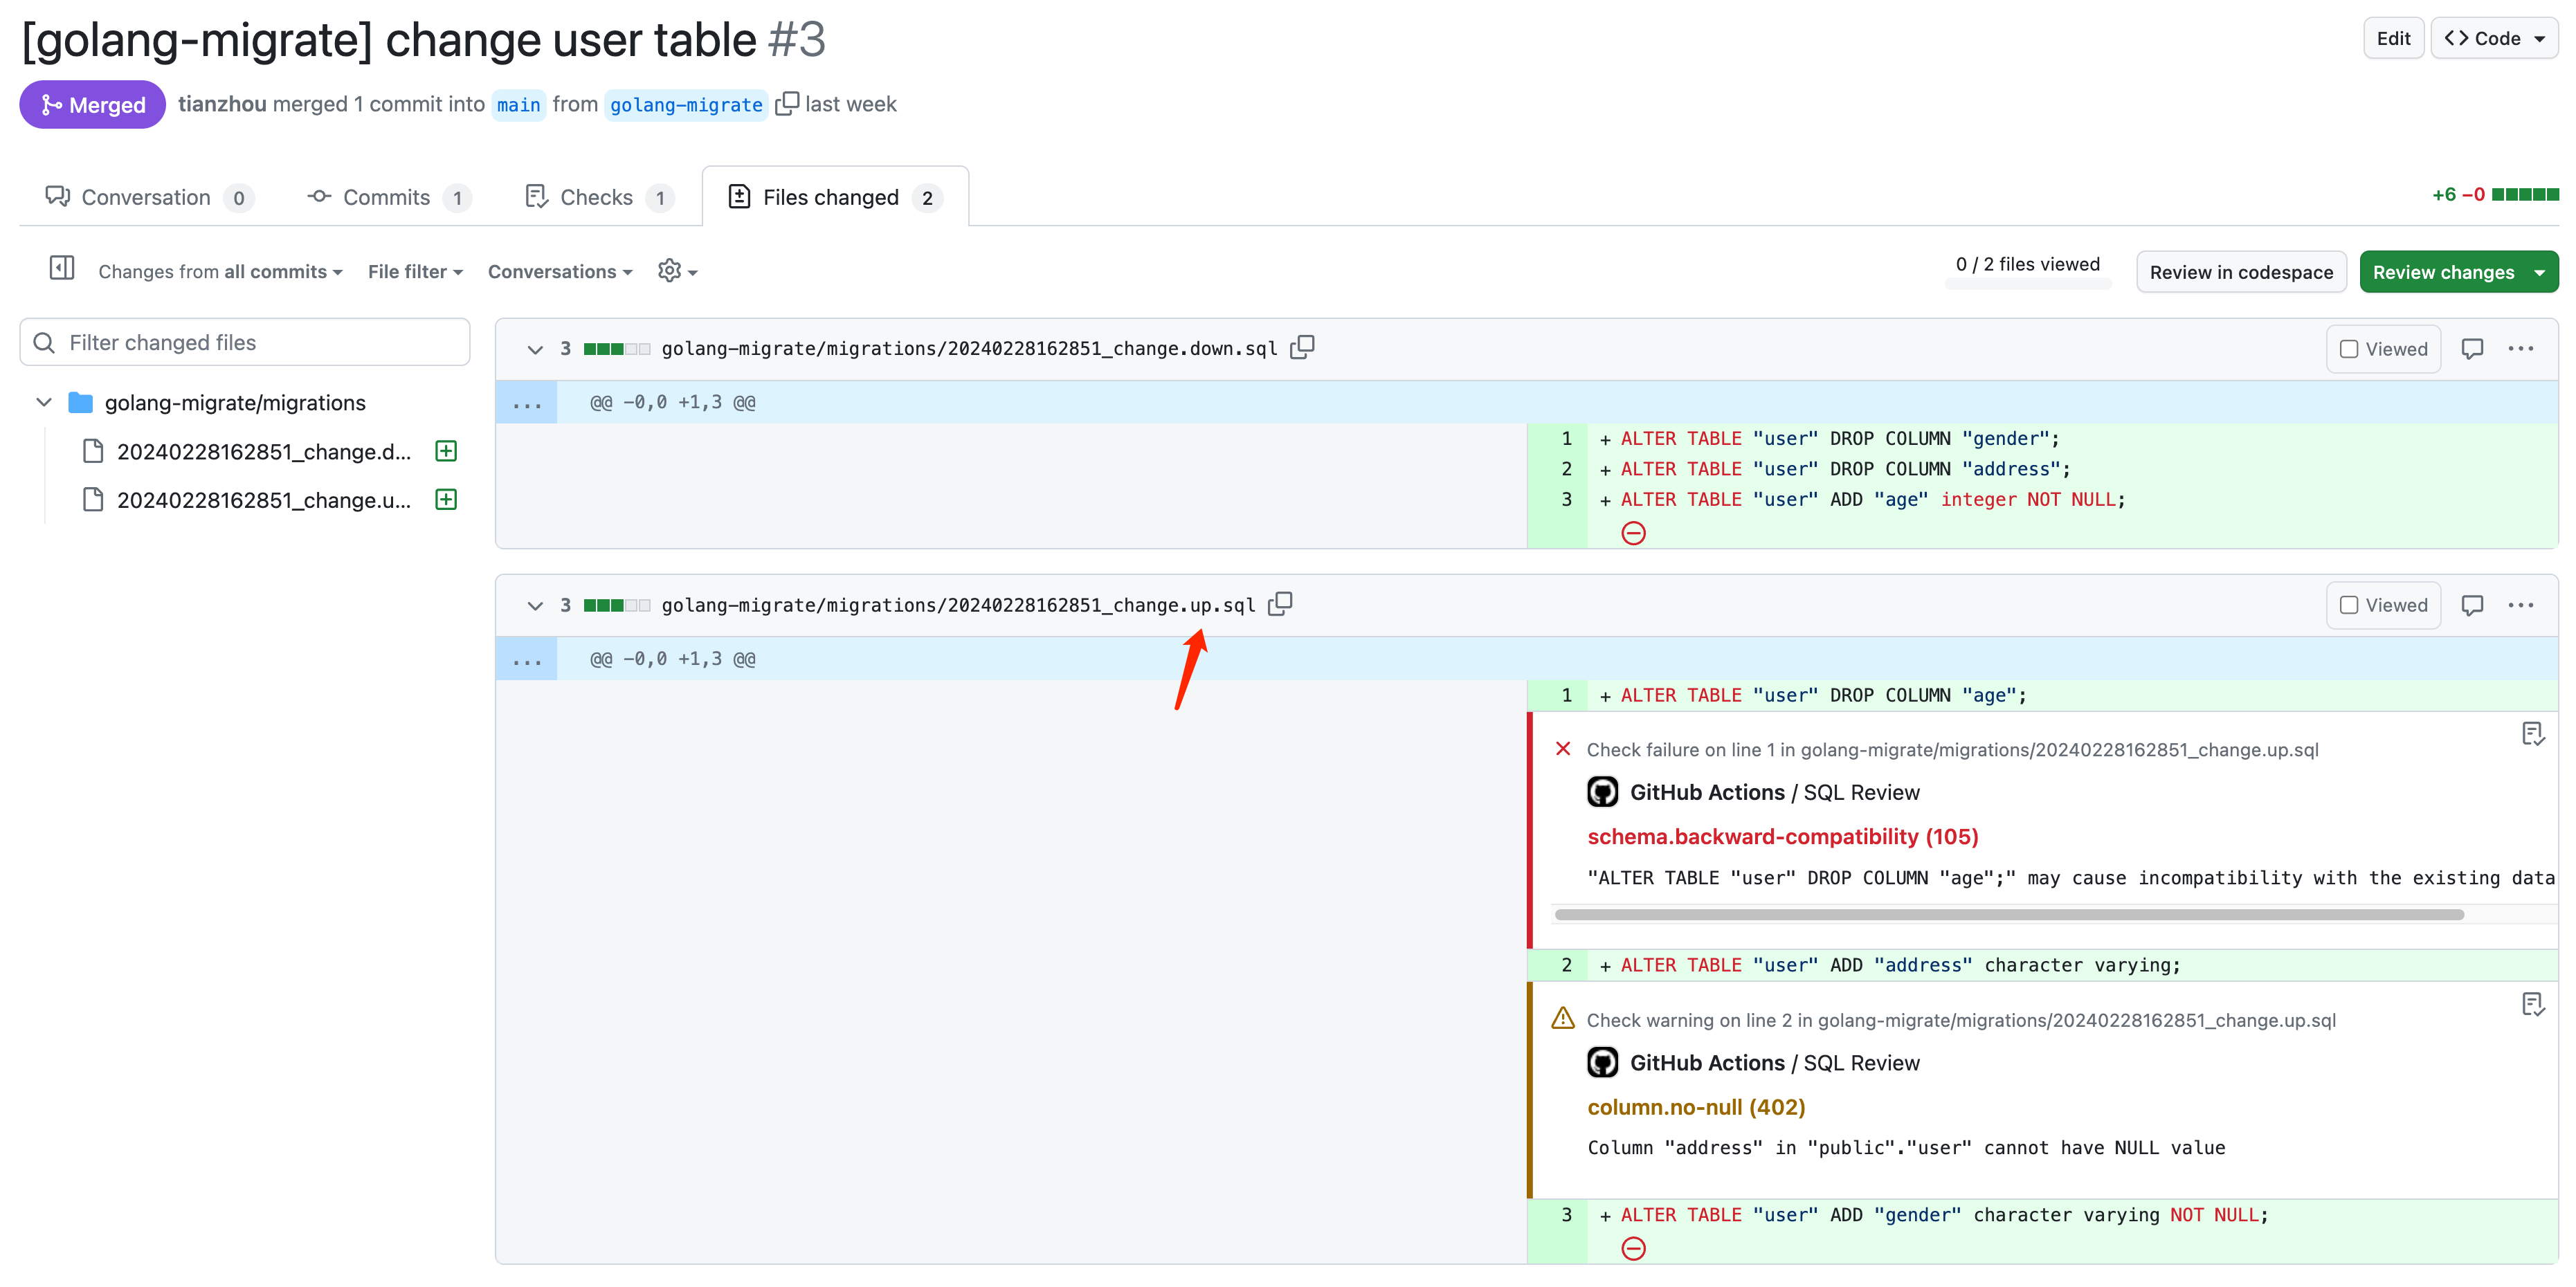 [golang-migrate] change user table #3
Edit
Code
Merged
tianzhou merged 1 commit into main from golang-migrate last week
Conversation 0
Commits 1
Checks 1
Files changed 2
+6 −0
Changes from all commits
File filter
Conversations
0 / 2 files viewed
Review in codespace
Review changes
Filter changed files
golang-migrate/migrations
20240228162851_change.d...
20240228162851_change.u...
3 golang-migrate/migrations/20240228162851_change.down.sql
Viewed
...
@@ -0,0 +1,3 @@
1 + ALTER TABLE "user" DROP COLUMN "gender";
2 + ALTER TABLE "user" DROP COLUMN "address";
3 + ALTER TABLE "user" ADD "age" integer NOT NULL;
3 golang-migrate/migrations/20240228162851_change.up.sql
Viewed
...
@@ -0,0 +1,3 @@
1 + ALTER TABLE "user" DROP COLUMN "age";
Check failure on line 1 in golang-migrate/migrations/20240228162851_change.up.sql
GitHub Actions / SQL Review
schema.backward-compatibility (105)
"ALTER TABLE "user" DROP COLUMN "age";" may cause incompatibility with the existing data
2 + ALTER TABLE "user" ADD "address" character varying;
Check warning on line 2 in golang-migrate/migrations/20240228162851_change.up.sql
GitHub Actions / SQL Review
column.no-null (402)
Column "address" in "public"."user" cannot have NULL value
3 + ALTER TABLE "user" ADD "gender" character varying NOT NULL;